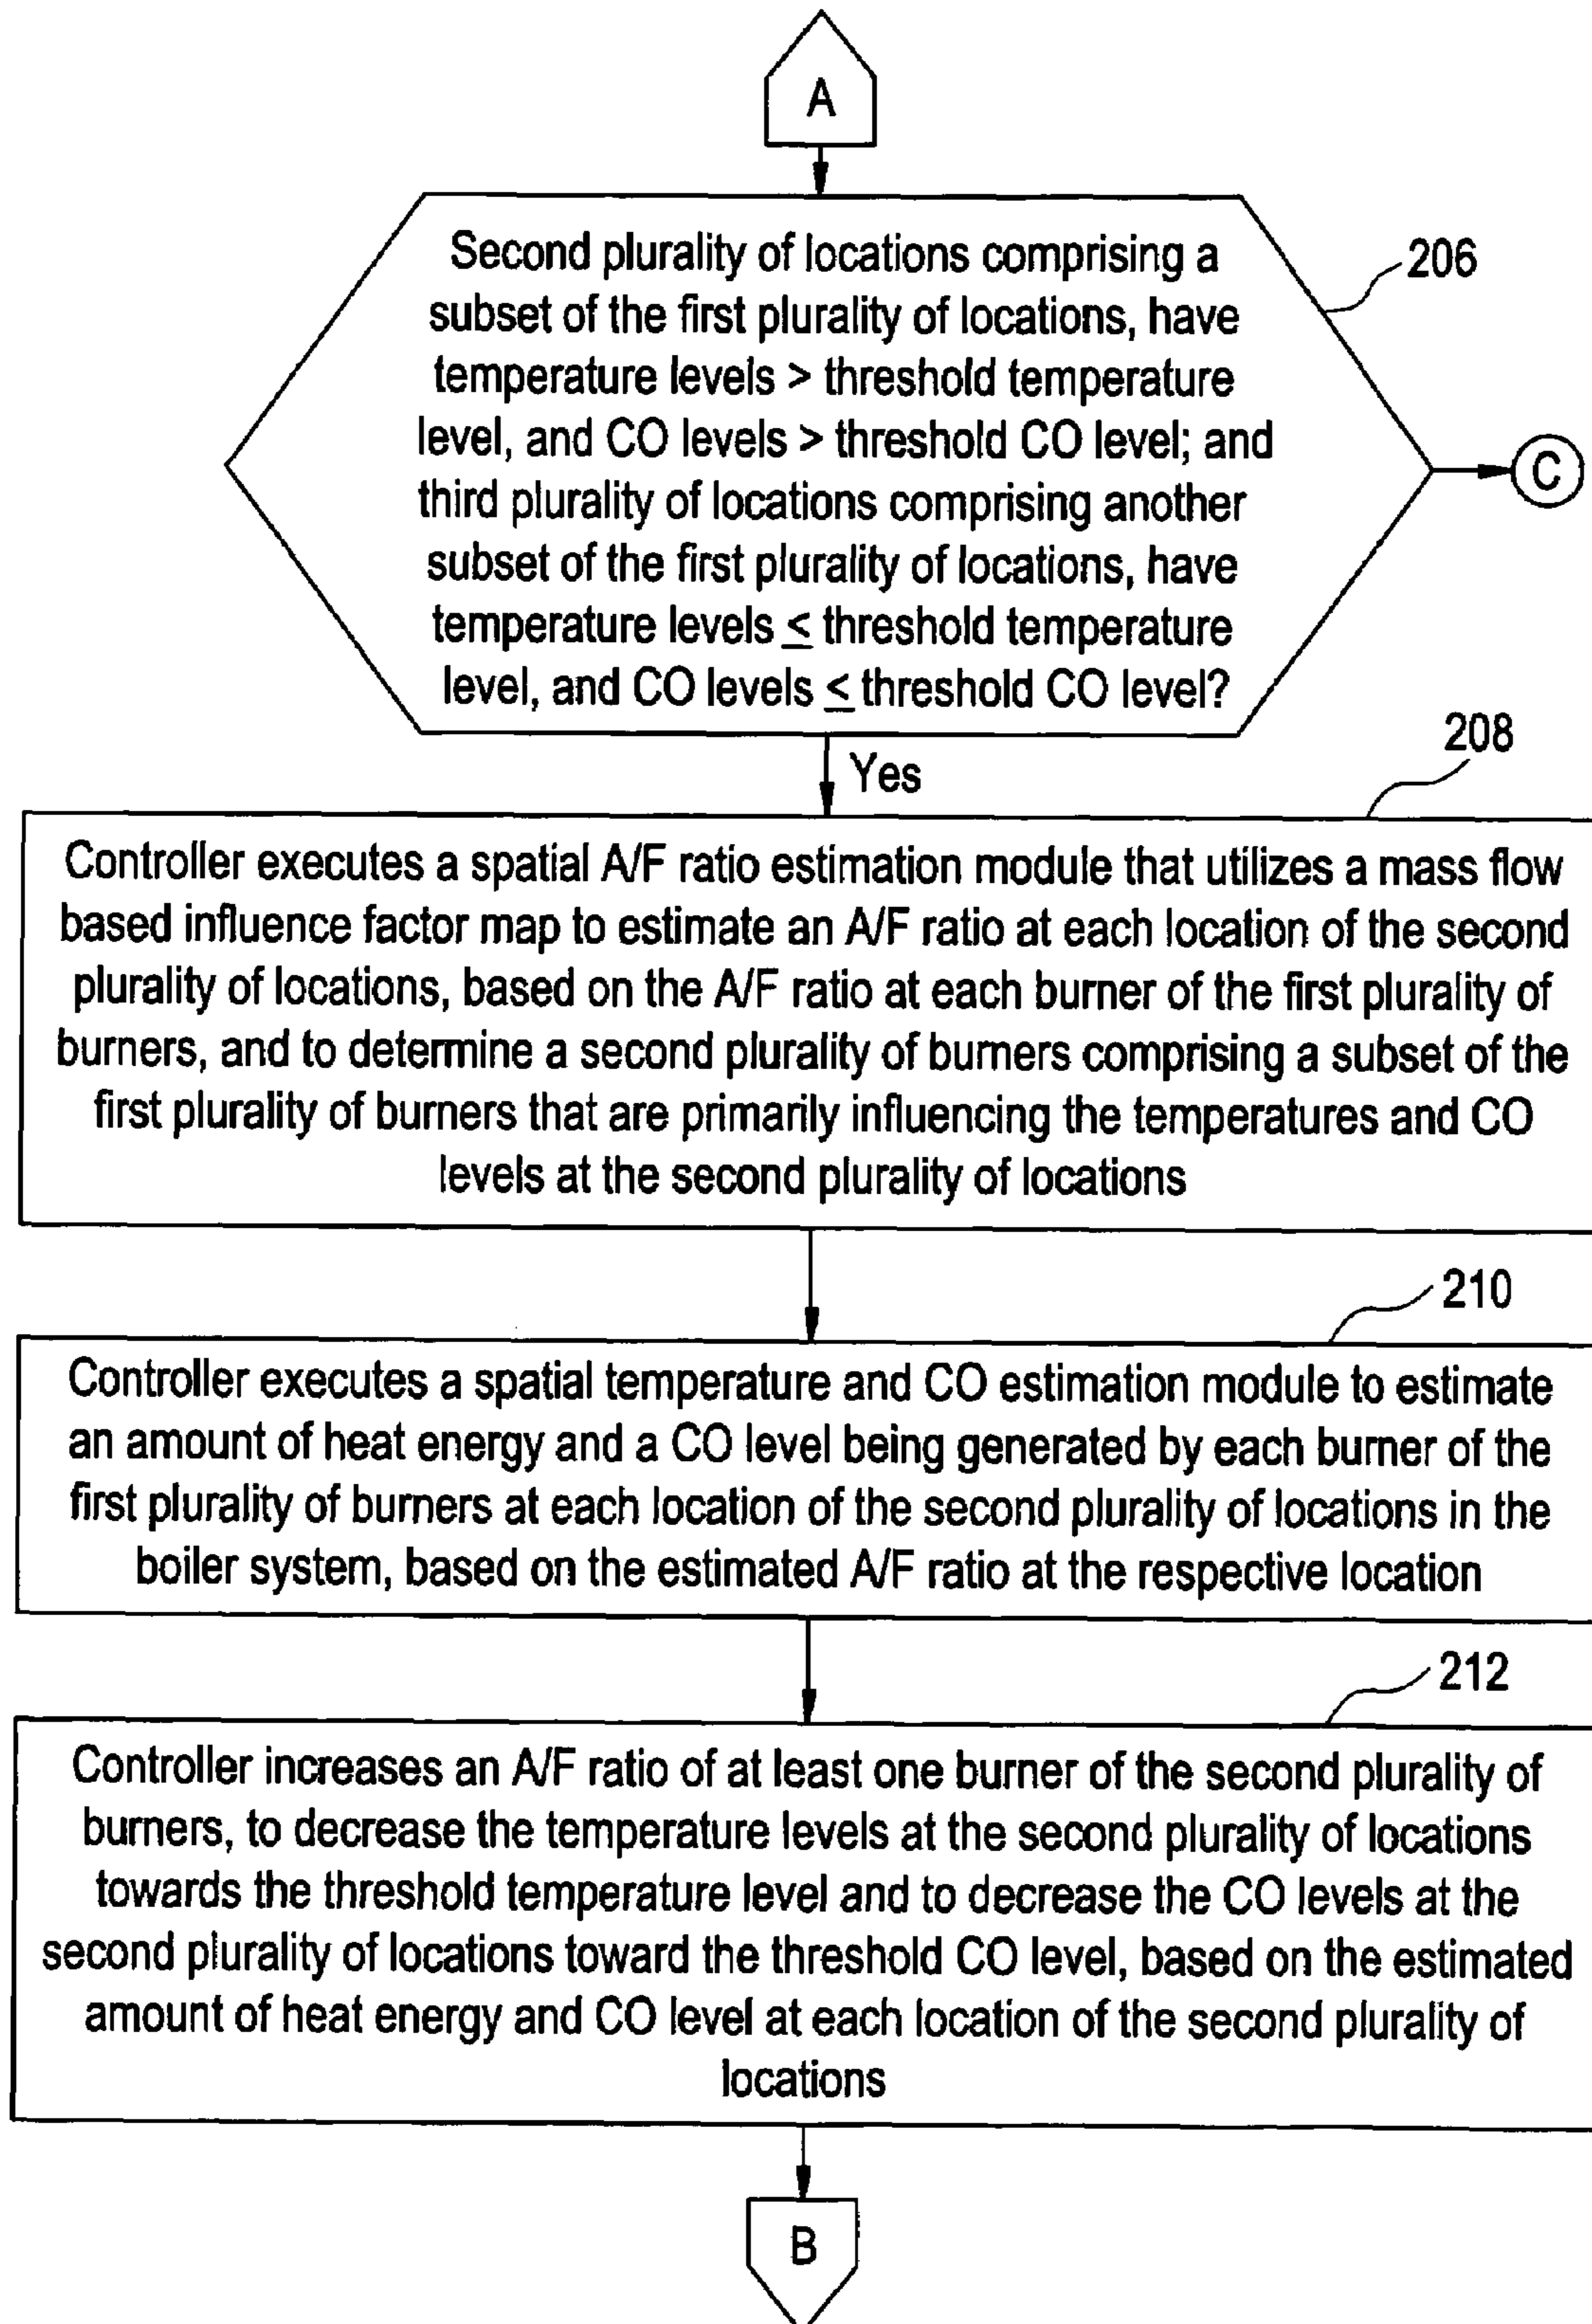 A
Second plurality of locations comprising a
subset of the first plurality of locations, have
temperature levels > threshold temperature
level, and CO levels > threshold CO level; and
third plurality of locations comprising another
subset of the first plurality of locations, have
temperature levels ≤ threshold temperature
level, and CO levels ≤ threshold CO level?
206
C
Yes
208
Controller executes a spatial A/F ratio estimation module that utilizes a mass flow
based influence factor map to estimate an A/F ratio at each location of the second
plurality of locations, based on the A/F ratio at each burner of the first plurality of
burners, and to determine a second plurality of burners comprising a subset of the
first plurality of burners that are primarily influencing the temperatures and CO
levels at the second plurality of locations
210
Controller executes a spatial temperature and CO estimation module to estimate
an amount of heat energy and a CO level being generated by each burner of the
first plurality of burners at each location of the second plurality of locations in the
boiler system, based on the estimated A/F ratio at the respective location
212
Controller increases an A/F ratio of at least one burner of the second plurality of
burners, to decrease the temperature levels at the second plurality of locations
towards the threshold temperature level and to decrease the CO levels at the
second plurality of locations toward the threshold CO level, based on the estimated
amount of heat energy and CO level at each location of the second plurality of
locations
B